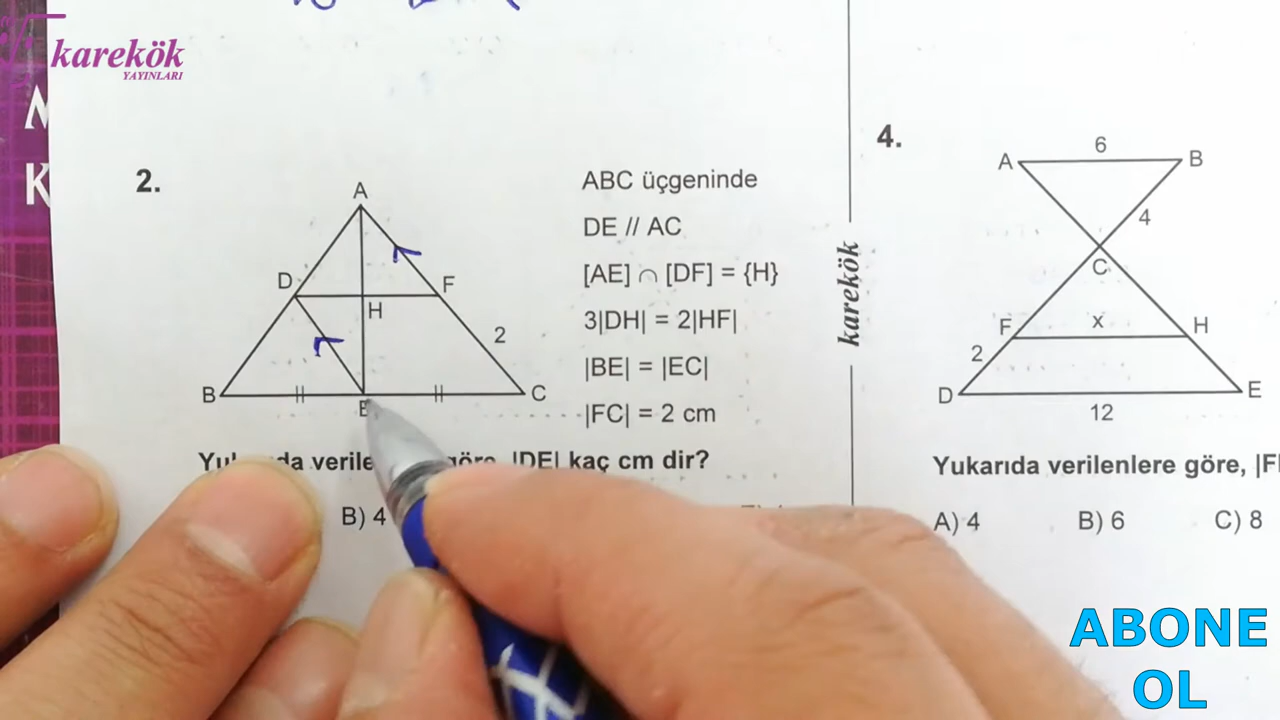 karekök
YAYINLARI
2.
A
D
F
H
2
B
E
C
ABC üçgeninde
DE // AC
[AE] ∩ [DF] = {H}
3|DH| = 2|HF|
|BE| = |EC|
|FC| = 2 cm
|DE| kaç cm dir?
B) 4
karekök
4.
A
6
B
4
C
F
x
H
2
D
E
12
Yukarıda verilenlere göre,
A) 4
B) 6
C) 8
ABONE
OL